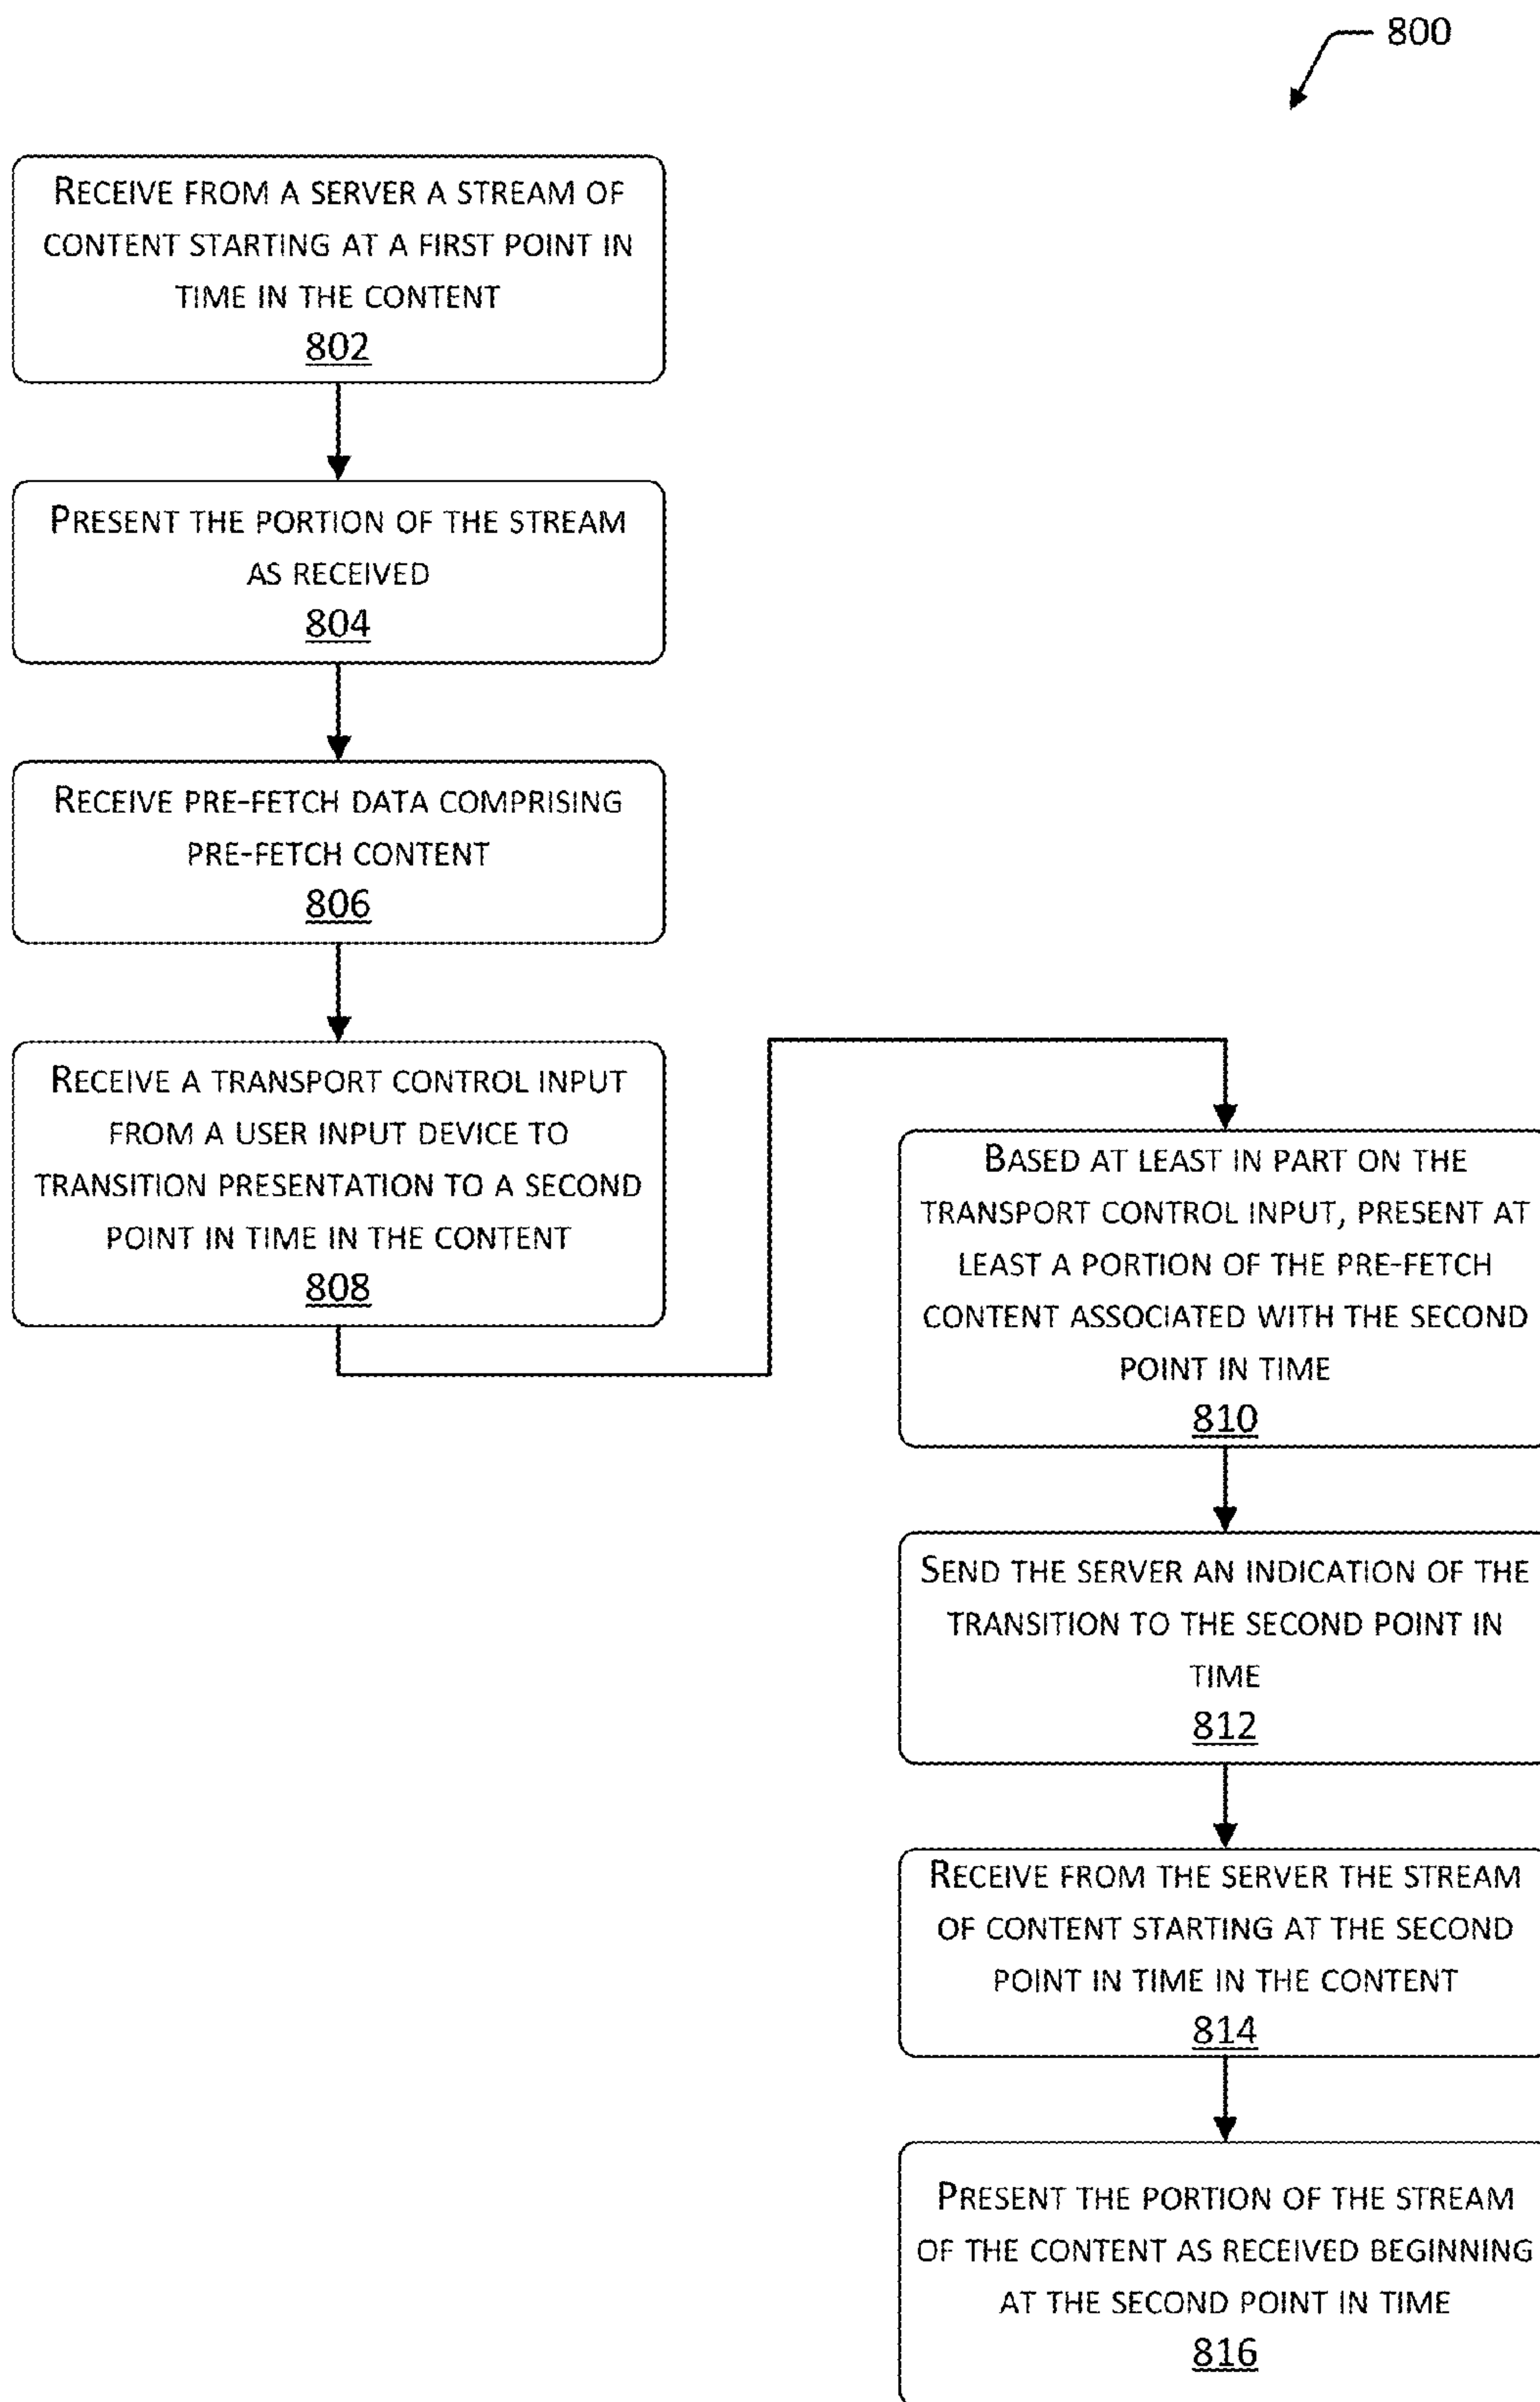 800
RECEIVE FROM A SERVER A STREAM OF
CONTENT STARTING AT A FIRST POINT IN
TIME IN THE CONTENT
802
PRESENT THE PORTION OF THE STREAM
AS RECEIVED
804
RECEIVE PRE-FETCH DATA COMPRISING
PRE-FETCH CONTENT
806
RECEIVE A TRANSPORT CONTROL INPUT
FROM A USER INPUT DEVICE TO
TRANSITION PRESENTATION TO A SECOND
POINT IN TIME IN THE CONTENT
808
BASED AT LEAST IN PART ON THE
TRANSPORT CONTROL INPUT, PRESENT AT
LEAST A PORTION OF THE PRE-FETCH
CONTENT ASSOCIATED WITH THE SECOND
POINT IN TIME
810
SEND THE SERVER AN INDICATION OF THE
TRANSITION TO THE SECOND POINT IN
TIME
812
RECEIVE FROM THE SERVER THE STREAM
OF CONTENT STARTING AT THE SECOND
POINT IN TIME IN THE CONTENT
814
PRESENT THE PORTION OF THE STREAM
OF THE CONTENT AS RECEIVED BEGINNING
AT THE SECOND POINT IN TIME
816